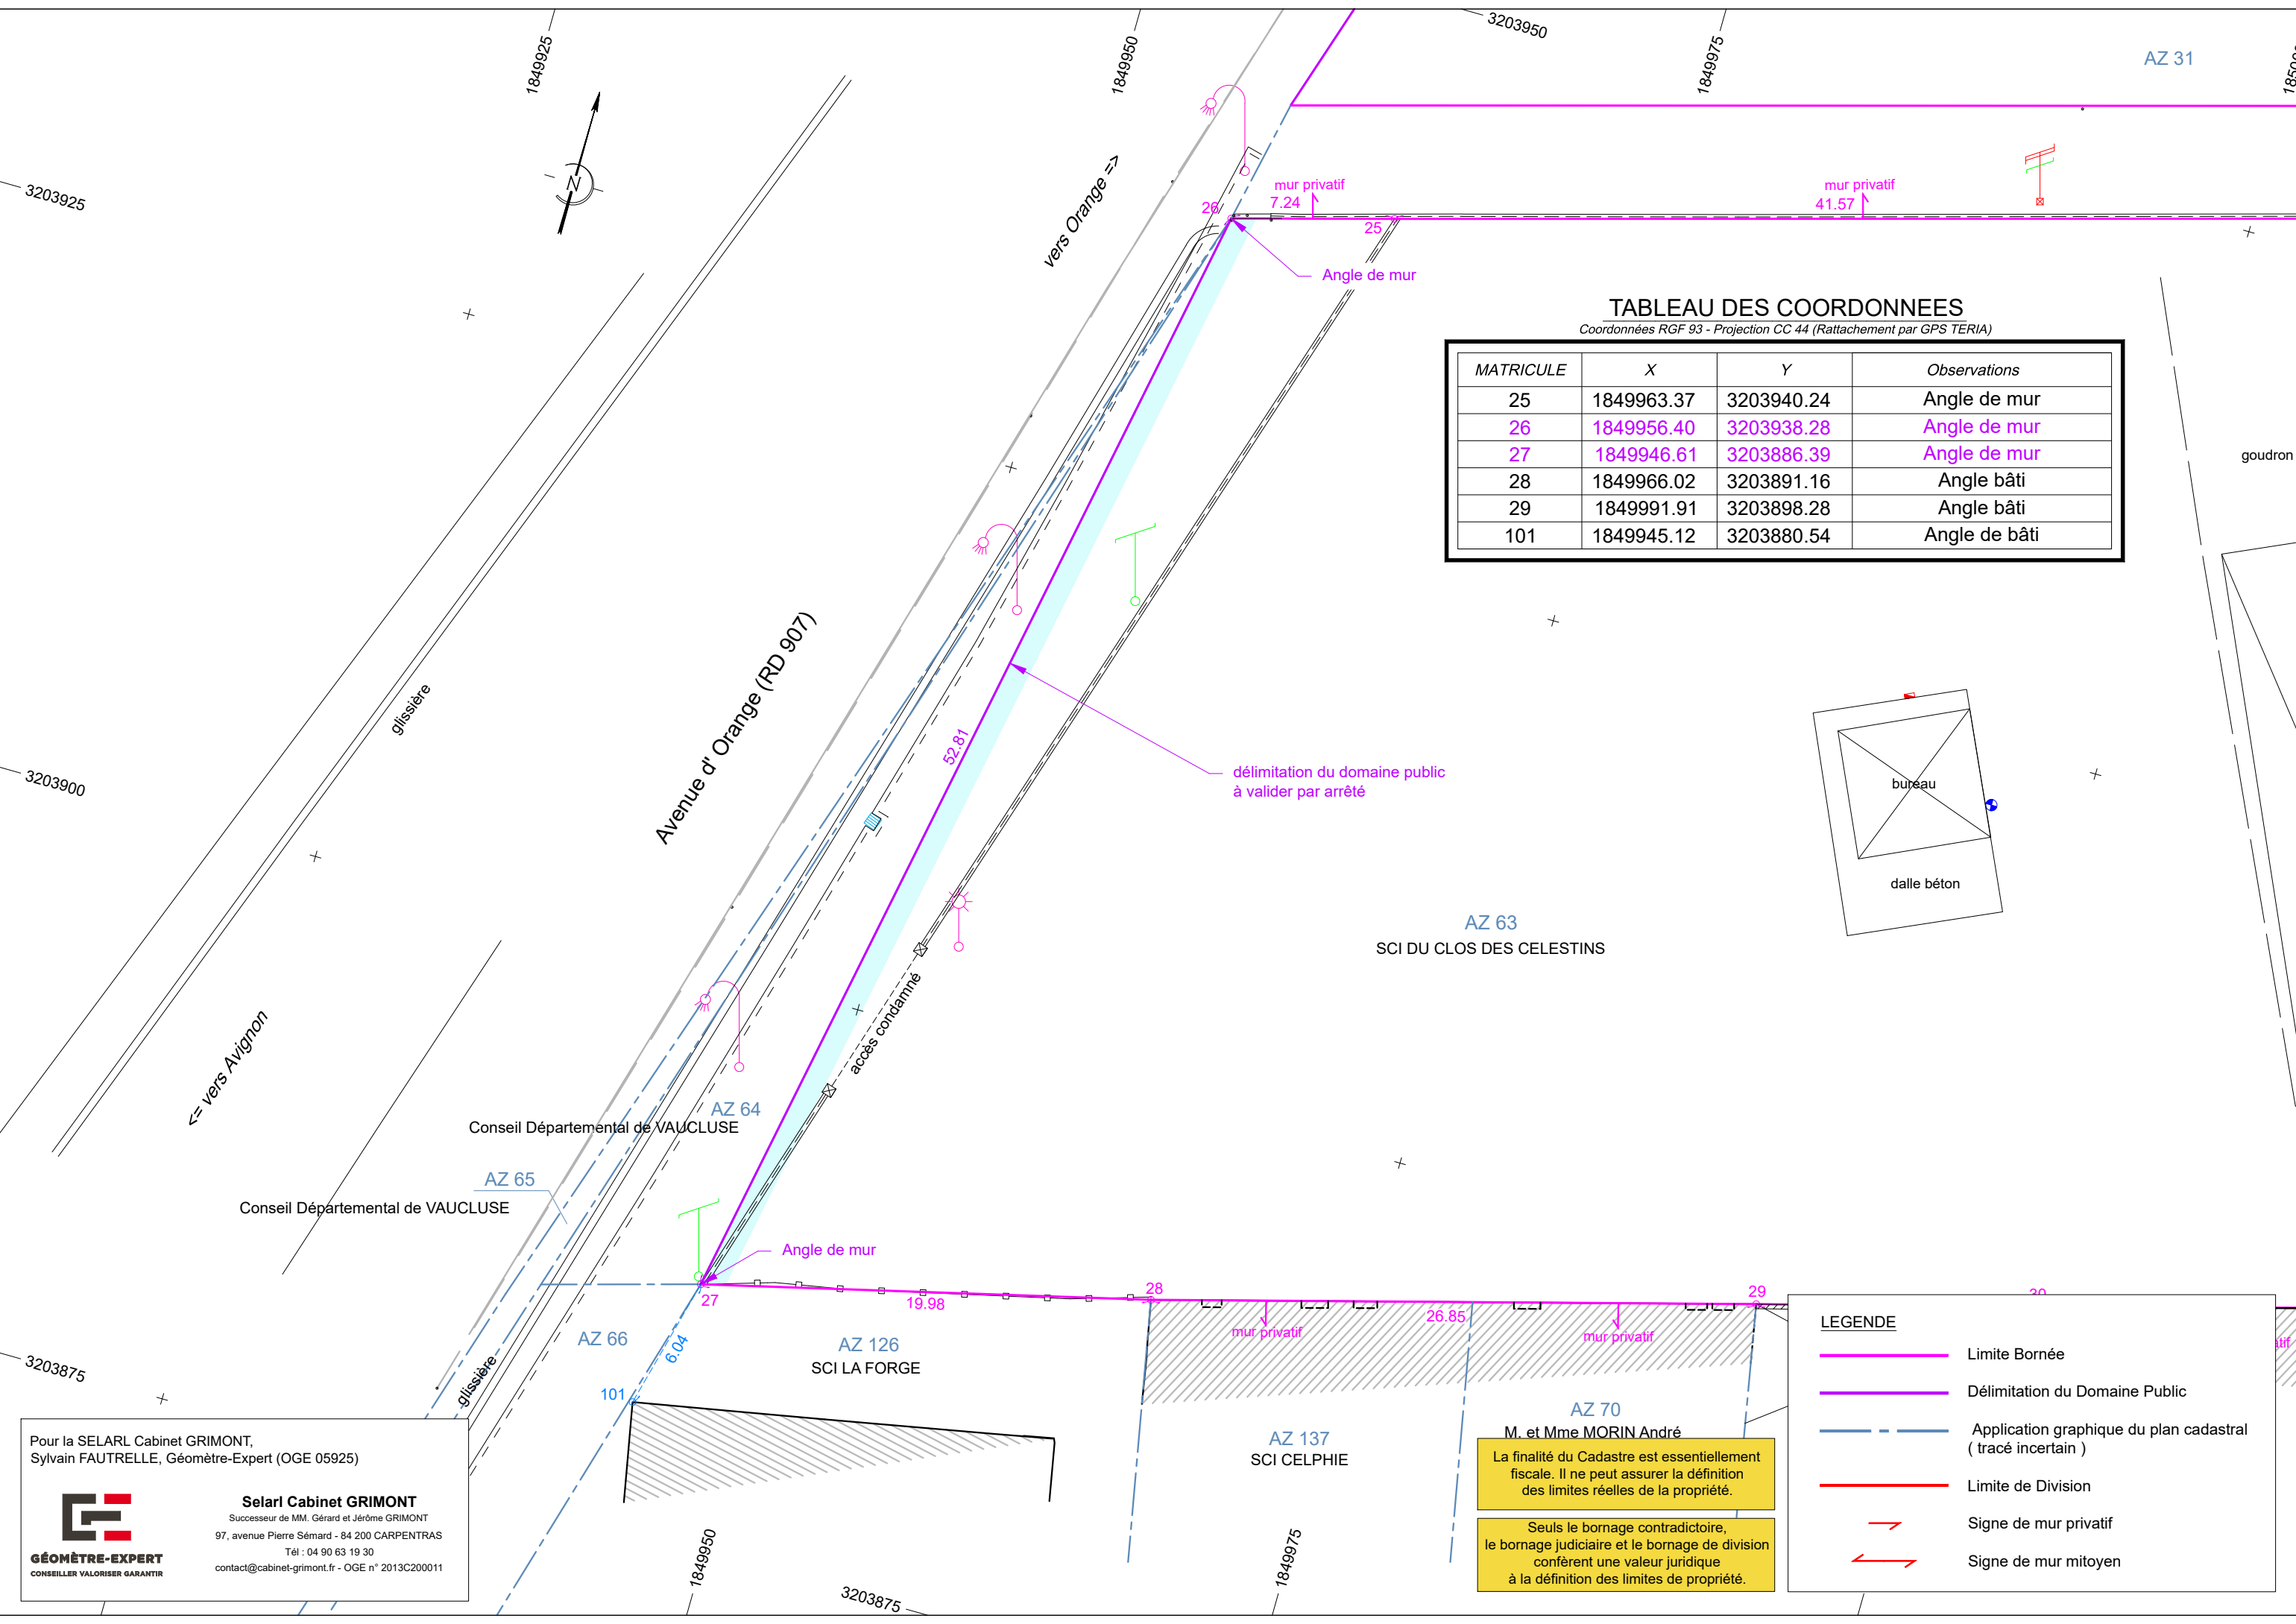 1849925
1849950
3203950
1849975
AZ 31
3203925
N
vers Orange =>
mur privatif
7.24
26
25
mur privatif
41.57
Angle de mur
TABLEAU DES COORDONNEES
Coordonnées RGF 93 - Projection CC 44 (Rattachement par GPS TERIA)
MATRICULE X Y Observations
25 1849963.37 3203940.24 Angle de mur
26 1849956.40 3203938.28 Angle de mur
27 1849946.61 3203886.39 Angle de mur
28 1849966.02 3203891.16 Angle bâti
29 1849991.91 3203898.28 Angle bâti
101 1849945.12 3203880.54 Angle de bâti
goudron
glissière
Avenue d' Orange (RD 907)
52.81
délimitation du domaine public
à valider par arrêté
3203900
bureau
dalle béton
AZ 63
SCI DU CLOS DES CELESTINS
accès condamné
<= vers Avignon
AZ 64
Conseil Départemental de VAUCLUSE
AZ 65
Conseil Départemental de VAUCLUSE
Angle de mur
27
19.98
28
mur privatif
26.85
mur privatif
29
30
AZ 66
6.04
AZ 126
SCI LA FORGE
101
3203875
glissière
AZ 137
SCI CELPHIE
AZ 70
M. et Mme MORIN André
La finalité du Cadastre est essentiellement
fiscale. Il ne peut assurer la définition
des limites réelles de la propriété.
Seuls le bornage contradictoire,
le bornage judiciaire et le bornage de division
confèrent une valeur juridique
à la définition des limites de propriété.
LEGENDE
Limite Bornée
Délimitation du Domaine Public
Application graphique du plan cadastral
( tracé incertain )
Limite de Division
Signe de mur privatif
Signe de mur mitoyen
Pour la SELARL Cabinet GRIMONT,
Sylvain FAUTRELLE, Géomètre-Expert (OGE 05925)
GÉOMÈTRE-EXPERT
CONSEILLER VALORISER GARANTIR
Selarl Cabinet GRIMONT
Successeur de MM. Gérard et Jérôme GRIMONT
97, avenue Pierre Sémard - 84 200 CARPENTRAS
Tél : 04 90 63 19 30
contact@cabinet-grimont.fr - OGE n° 2013C200011
1849950
3203875
1849975